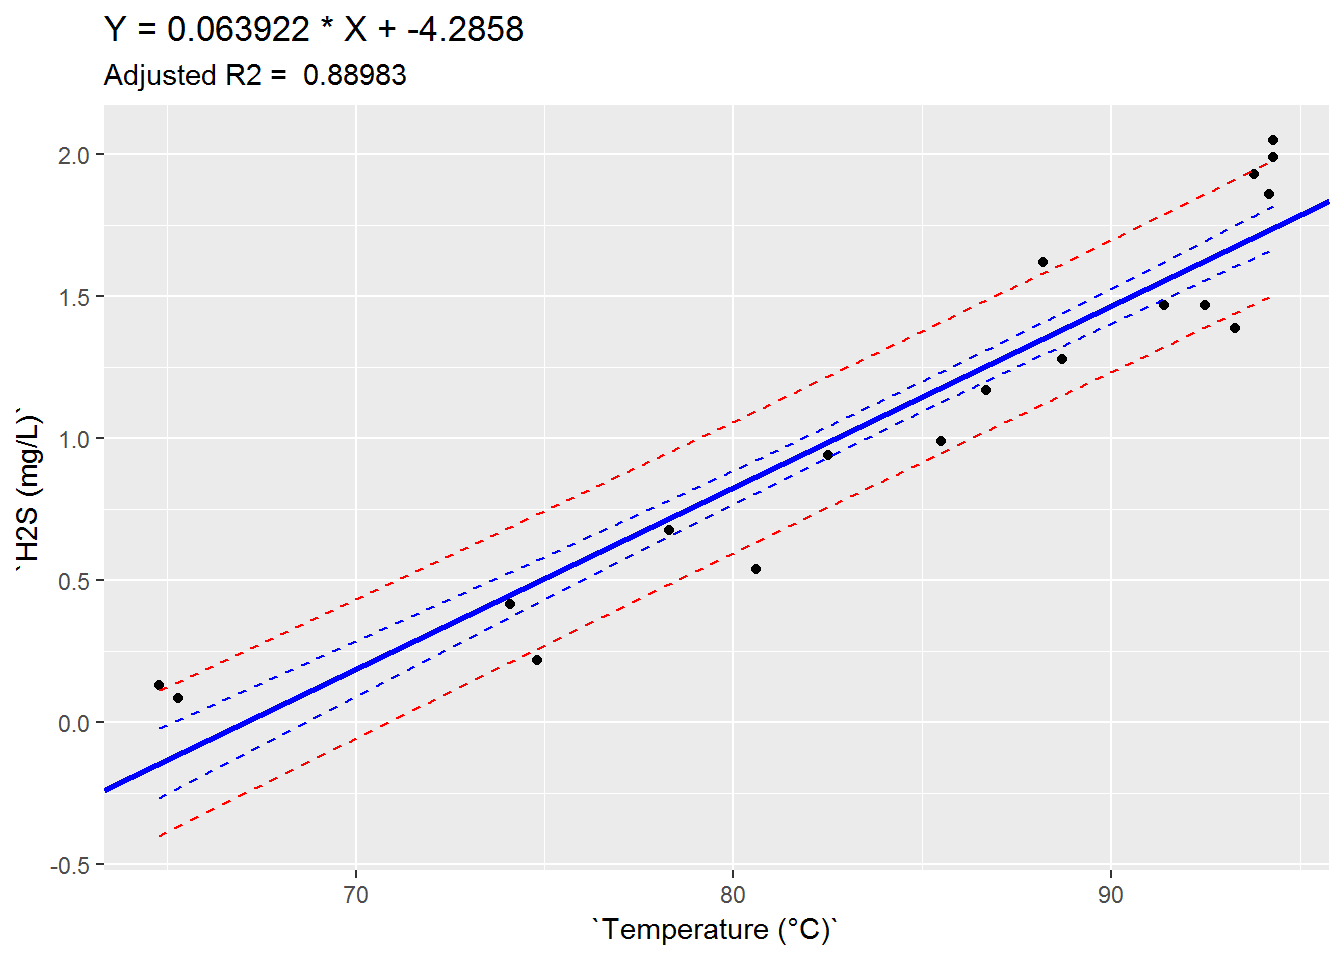 Y = 0.063922 * X + -4.2858
Adjusted R2 =  0.88983
2.0
1.5
1.0
0.5
0.0
-0.5
`H2S (mg/L)`
70 80 90
`Temperature (°C)`